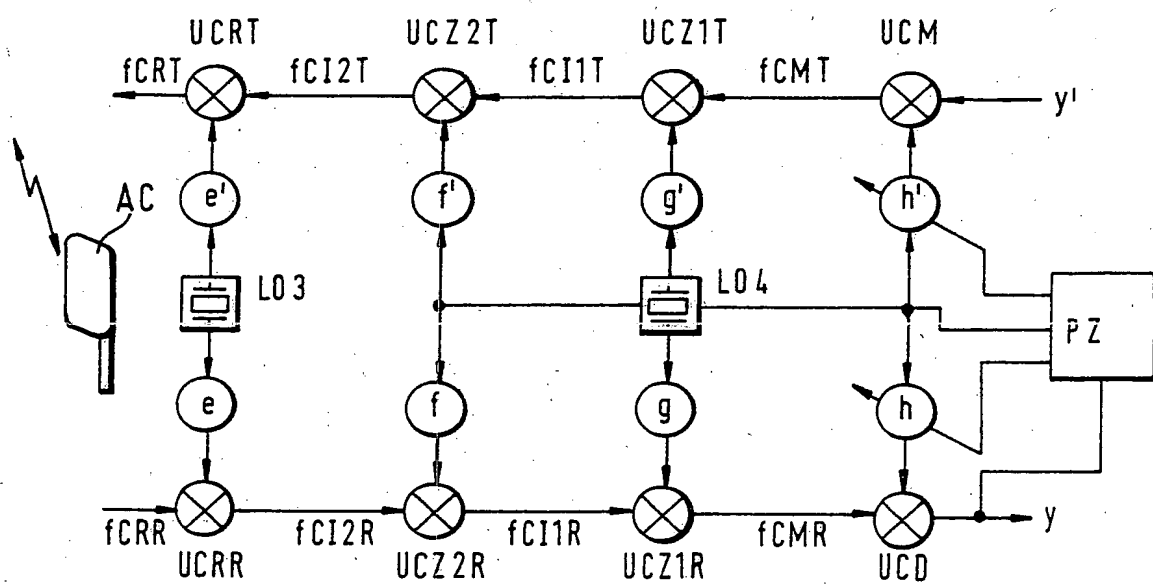 UCRT UCZ2T UCZ1T UCM
fCRT fCI2T fCI1T fCMT
y'
e' f' g' h'
AC
LO3 LO4
PZ
e f g h
fCRR fCI2R fCI1R fCMR y
UCRR UCZ2R UCZ1R UCD